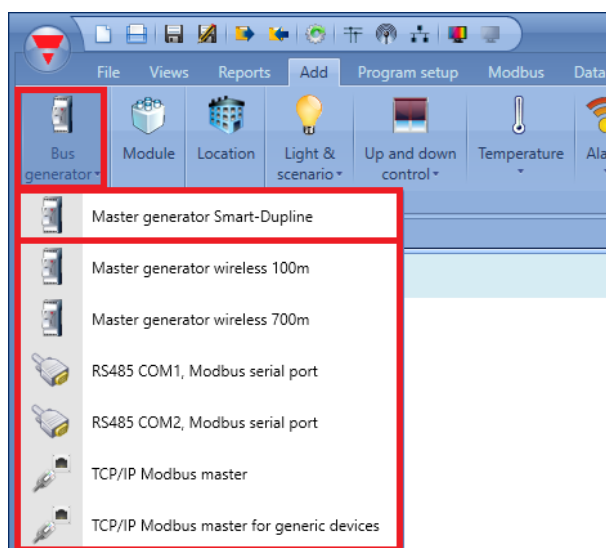 File Views Reports Add Program setup Modbus Data
Bus generator
Module
Location
Light & scenario
Up and down control
Temperature
Master generator Smart-Dupline
Master generator wireless 100m
Master generator wireless 700m
RS485 COM1, Modbus serial port
RS485 COM2, Modbus serial port
TCP/IP Modbus master
TCP/IP Modbus master for generic devices